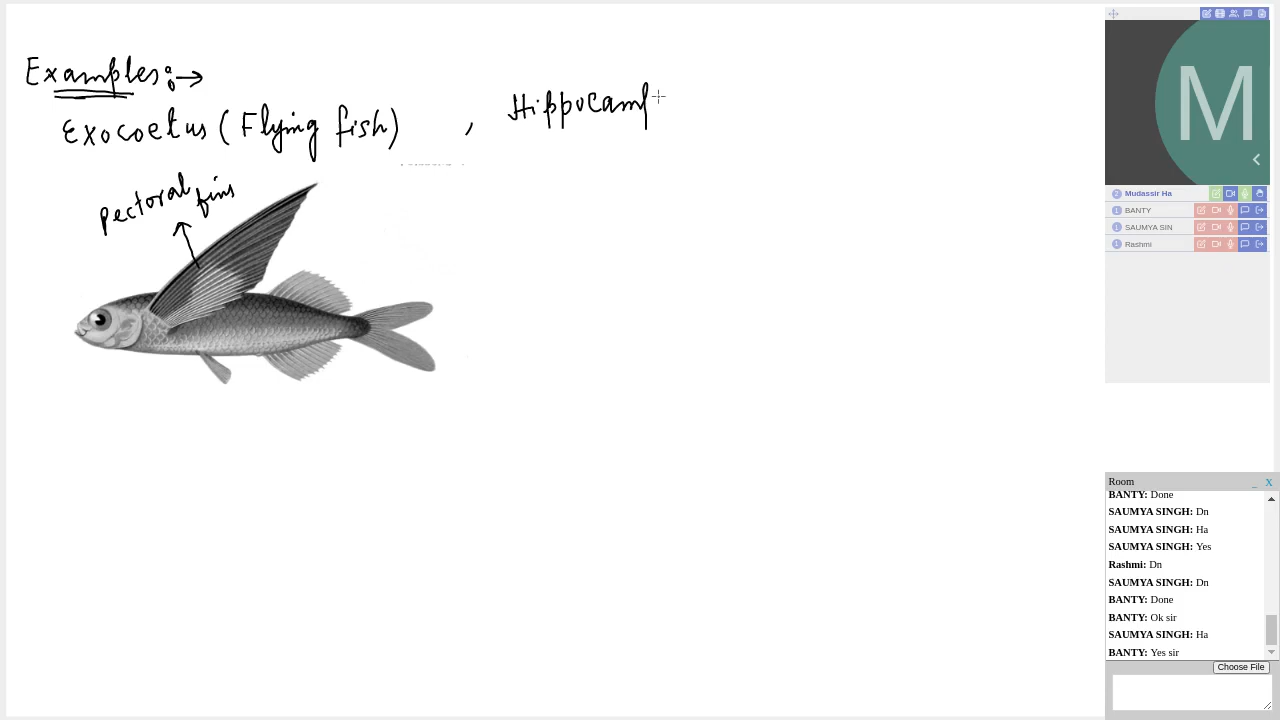 Examples:→
Exocoetus (Flying fish) , Hippocamp
Pectoral fins
M
Mudassir Ha
BANTY
SAUMYA SIN
Rashmi
Room _ X
BANTY: Done
SAUMYA SINGH: Dn
SAUMYA SINGH: Ha
SAUMYA SINGH: Yes
Rashmi: Dn
SAUMYA SINGH: Dn
BANTY: Done
BANTY: Ok sir
SAUMYA SINGH: Ha
BANTY: Yes sir
Choose File